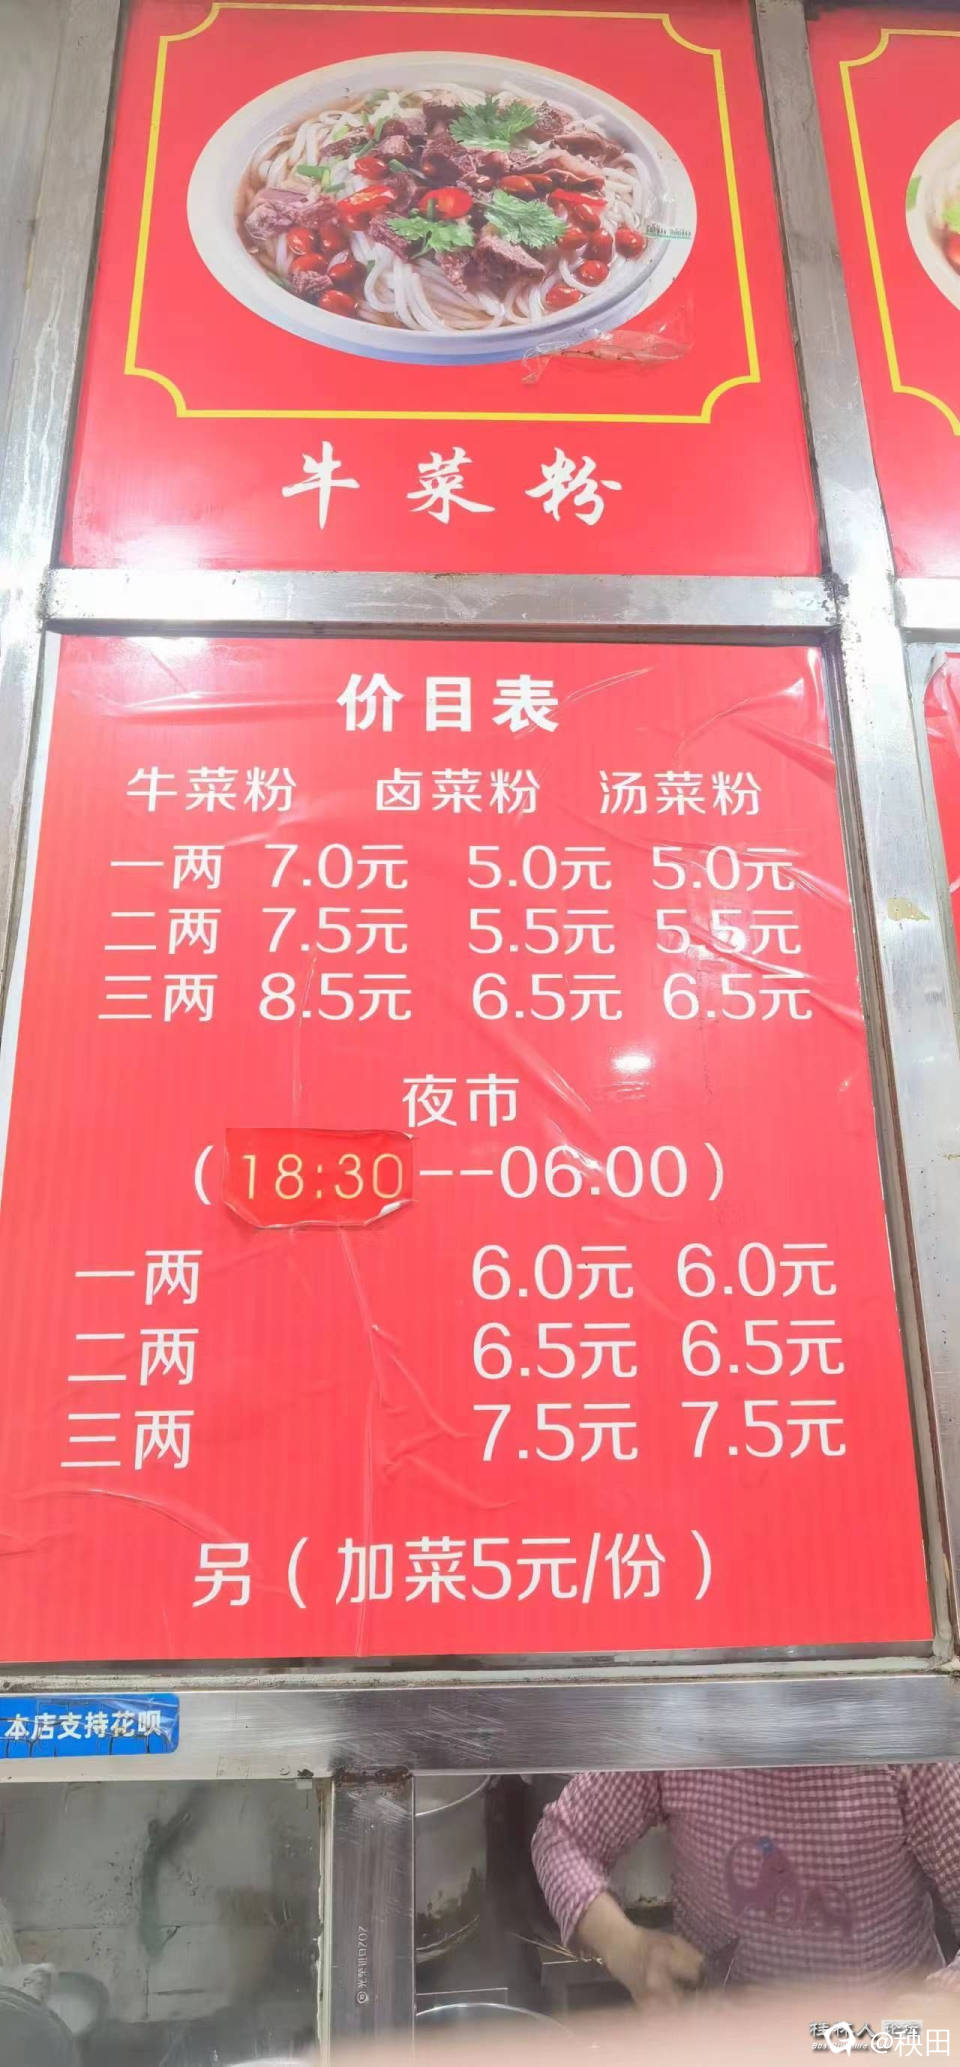 牛菜粉
价目表
牛菜粉 卤菜粉 汤菜粉
一两 7.0元 5.0元 5.0元
二两 7.5元 5.5元 5.5元
三两 8.5元 6.5元 6.5元
夜市
（18:30--06:00）
一两 6.0元 6.0元
二两 6.5元 6.5元
三两 7.5元 7.5元
另（加菜5元/份）
本店支持花呗
@秧田